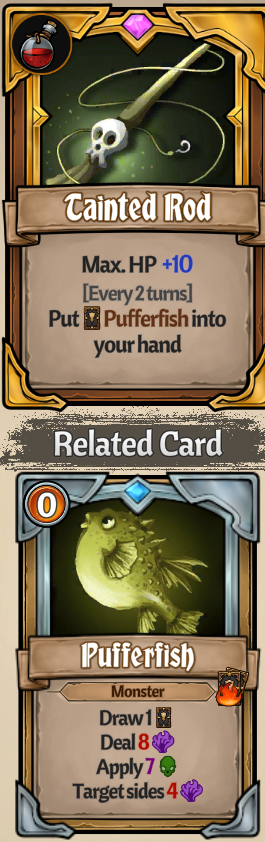 Tainted Rod
Max. HP +10
[Every 2 turns]
Put Pufferfish into
your hand
Related Card
0
Pufferfish
Monster
Draw 1
Deal 8
Apply 7
Target sides 4